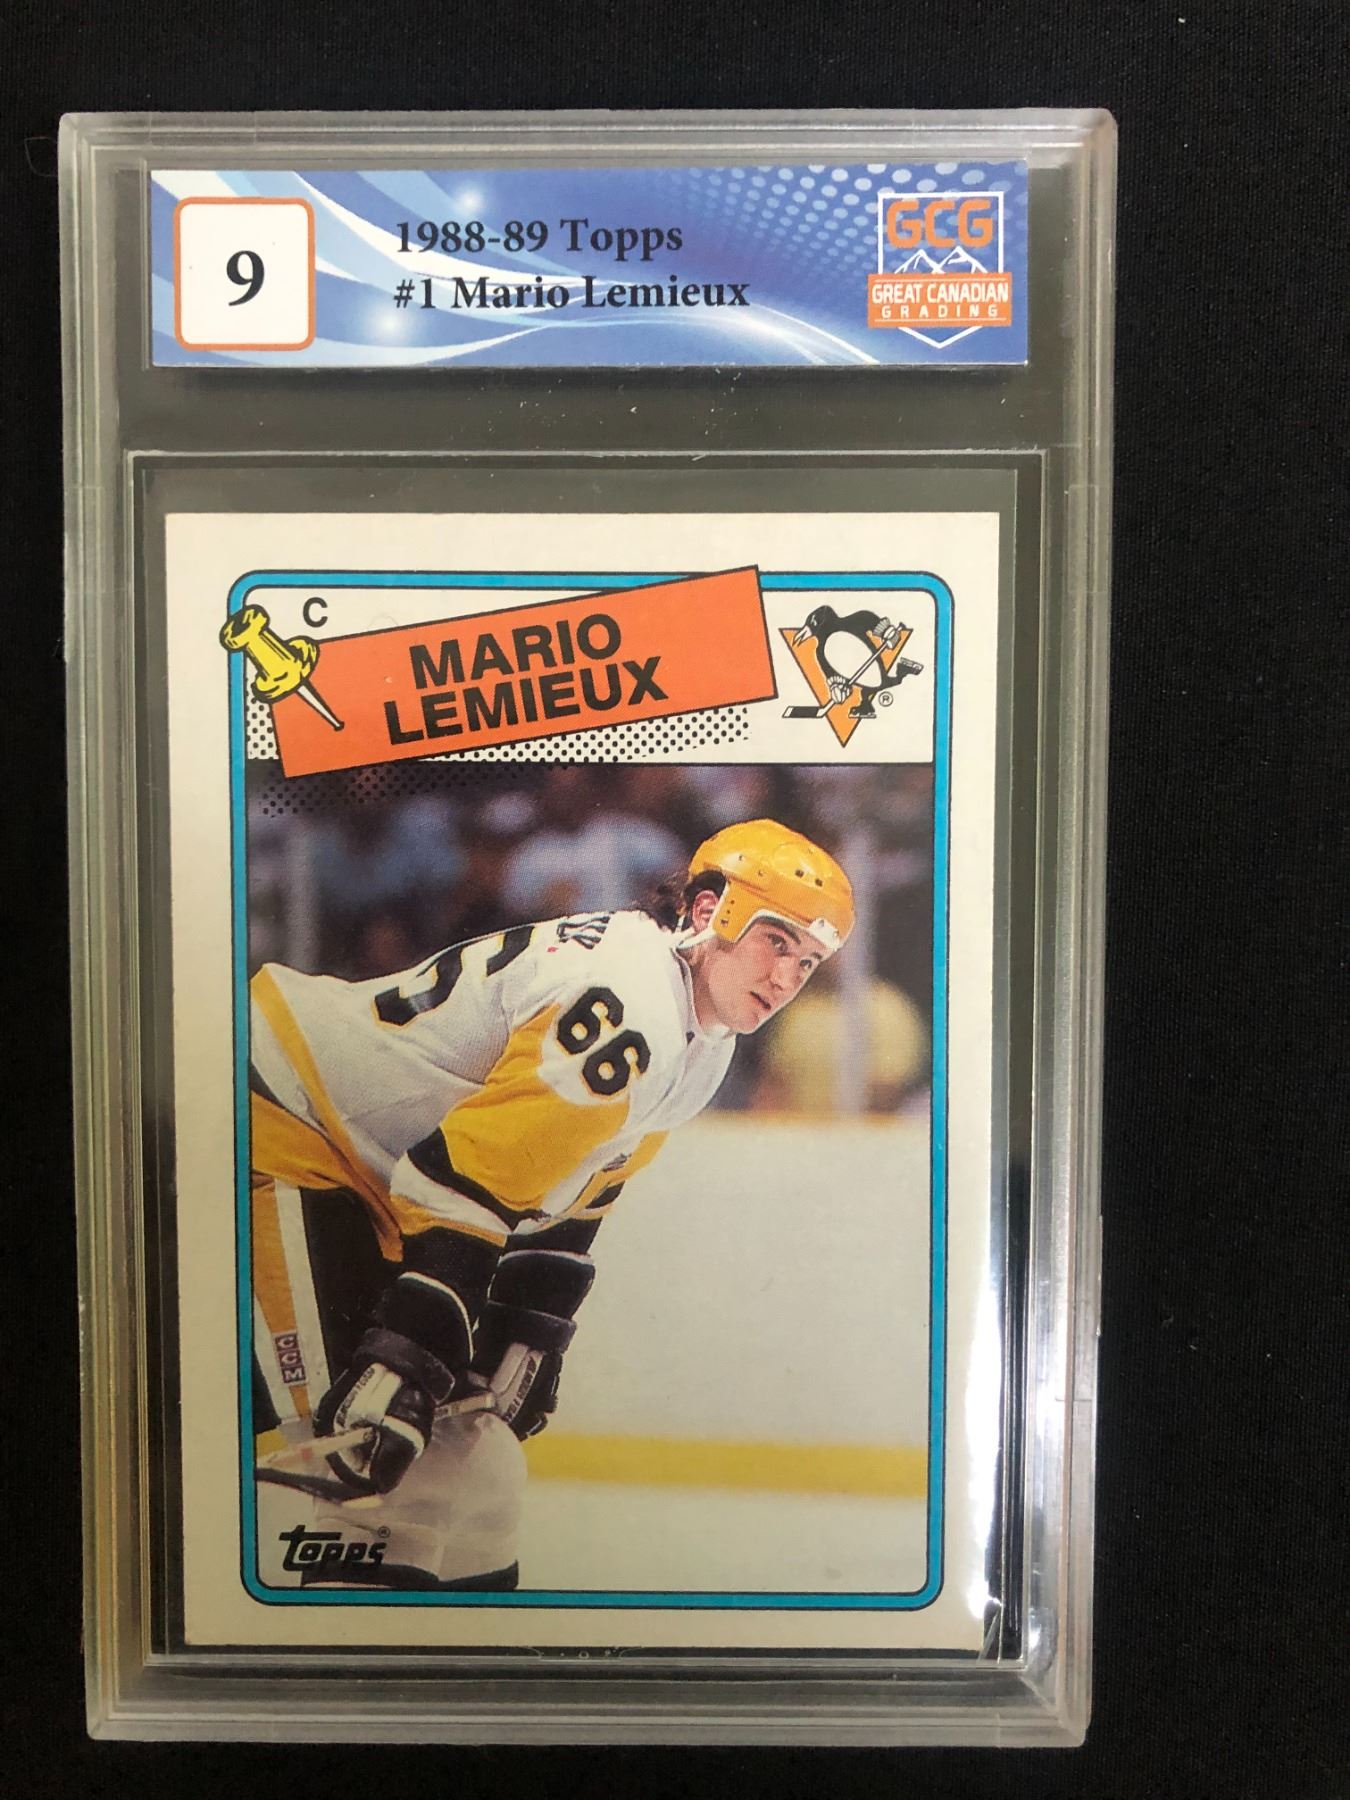 9
1988-89 Topps
#1 Mario Lemieux
GCG
GREAT CANADIAN
GRADING
C
MARIO
LEMIEUX
®
66
CCM
topps®